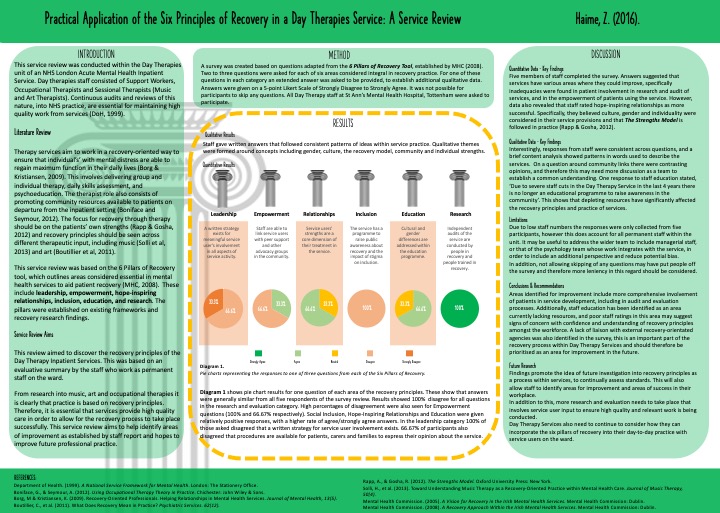 Practical Application of the Six Principles of Recovery in a Day Therapies Service: A Service Review
Haime, Z. (2016).
INTRODUCTION
This service review was conducted within the Day Therapies
unit of an NHS London Acute Mental Health Inpatient
Service. Day therapies staff consisted of Support Workers,
Occupational Therapists and Sessional Therapists (Music
and Art Therapists). Continuous audits and reviews of this
nature, into NHS practice, are essential for maintaining high
quality work from services (DoH, 1999).
Literature Review
Therapy services aim to work in a recovery-oriented way to
ensure that individuals' with mental distress are able to
regain maximum function in their daily lives (Borg &
Kristiansen, 2009). This involves delivering group and
individual therapy, daily skills assessment, and
psychoeducation. The therapist role also consists of
promoting community resources available to patients on
departure from the inpatient setting (Boniface and
Seymour, 2012). The focus of recovery through therapy
should be on the patients' own strengths (Rapp & Gosha,
2012) and recovery principles should be seen across
different therapeutic input, including music (Solli et al.,
2013) and art (Boutillier et al., 2011).
This service review was based on the 6 Pillars of Recovery
tool, which outlines areas considered essential in mental
health services to aid patient recovery (MHC, 2008). These
include leadership, empowerment, hope-inspiring
relationships, inclusion, education, and research. The
pillars were established on existing frameworks and
recovery research findings.
Service Review Aims
This review aimed to discover the recovery principles of the
Day Therapy Inpatient Services. This was based on an
evaluative summary by the staff who work as permanent
staff on the ward.
From research into music, art and occupational therapies it
is clearly that practice is based on recovery principles.
Therefore, it is essential that services provide high quality
care in order to allow for the recovery process to take place
successfully. This service review aims to help identify areas
of improvement as established by staff report and hopes to
improve future professional practice.
METHOD
A survey was created based on questions adapted from the 6 Pillars of Recovery Tool, established by MHC (2008).
Two to three questions were asked for each of six areas considered integral in recovery practice. For one of these
questions in each category an extended answer was asked to be provided, to establish additional qualitative data.
Answers were given on a 5-point Likert Scale of Strongly Disagree to Strongly Agree. It was not possible for
participants to skip any questions. All Day Therapy staff at St Ann's Mental Health Hospital, Tottenham were asked to
participate.
RESULTS
Qualitative Results
Staff gave written answers that followed consistent patterns of ideas within service practice. Qualitative themes
were formed around concepts including gender, culture, the recovery model, community and individual strengths.
Quantitative Results
Leadership Empowerment Relationships Inclusion Education Research
A written strategy exists for meaningful service user's involvement in all aspects of service activity.
Staff are able to link service users with peer support and other advocacy groups in the community.
Service users' strengths are a core dimension of their treatment in the service.
The service has a programme to raise public awareness about recovery and the impact of stigma on inclusion.
Cultural and gender differences are addressed within the education programme.
Independent audits of the service are conducted by people in recovery and people trained in recovery.
33.3% 66.6%
33.3% 66.6%
33.3% 66.6%
100%
33.3% 66.6%
100%
Strongly Agree Agree Neutral Disagree Strongly Disagree
Diagram 1.
Pie charts representing the responses to one of three questions from each of the Six Pillars of Recovery.
Diagram 1 shows pie chart results for one question of each area of the recovery principles. These show that answers
were generally similar from most of the survey respondents. Results showed 100% disagree for all questions
in the research and evaluation category. High percentages of disagreement were also seen for Empowerment
questions (100% and 66.67% respectively). Social Inclusion, Hope-Inspiring Relationships and Education were given
relatively positive responses, with a higher rate of agree/strongly agree answers. In the leadership category 100% of
those asked disagreed that a written strategy for service user involvement exists. 66.67% of participants also
disagreed that procedures are available for patients, carers and families to express their opinion about the service.
DISCUSSION
Quantitative Data - Key Findings
Five members of staff completed the survey. Answers suggested that
services have various areas where they could improve, specifically
inadequacies were found in patient involvement in research and audit of
services, and in the empowerment of patients using the service. However,
data also revealed that staff rated hope-inspiring relationships as more
successful. Specifically, they believed culture, gender and individuality were
considered in their service provisions and that The Strengths Model is
followed in practice (Rapp & Gosha, 2012).
Qualitative Data - Key Findings
Interestingly, responses from staff were consistent across questions, and a
brief content analysis showed patterns in words used to describe the
services. On a question around community links there were contrasting
opinions, and therefore this may need more discussion as a team to
establish a common understanding. One response to staff education stated,
'Due to severe staff cuts in the Day Therapy Service in the last 4 years there
is no longer an educational programme to raise awareness in the
community'. This shows that depleting resources have significantly affected
the recovery principles and practice of services.
Limitations
Due to low staff numbers the responses were only collected from five
participants, however this does account for all permanent staff within the
unit. It may be useful to address the wider team to include managerial staff,
or that of the psychology team whose work integrates with the service, in
order to include an additional perspective and reduce potential bias.
In addition, not allowing skipping of any questions may have put people off
the survey and therefore more leniency in this regard should be considered.
Conclusions & Recommendations
Areas identified for improvement include more comprehensive involvement
of patients in service development, including in audit and evaluation
processes. Additionally, staff education has been identified as an area
currently lacking resources, and poor staff ratings in this area may suggest
signs of concern with confidence and understanding of recovery principles
amongst the workforce. A lack of liaison with external recovery-oriented
agencies was also identified in the survey, this is an important part of the
recovery process within Day Therapy Services and should therefore be
prioritised as an area for improvement in the future.
Future Research
Findings promote the idea of future investigation into recovery principles as
a process within services, to continually assess standards. This will also
allow staff to identify areas for improvement and areas of success in their
workplace.
In addition to this, more research and evaluation needs to take place that
involves service user input to ensure high quality and relevant work is being
conducted.
Day Therapy Services also need to continue to consider how they can
incorporate the six pillars of recovery into their day-to-day practice with
service users on the ward.
REFERENCES
Department of Health. (1999). A National Service Framework for Mental Health. London: The Stationery Office.
Boniface, G., & Seymour, A. (2012). Using Occupational Therapy Theory in Practice. Chichester: John Wiley & Sons.
Borg, M & Kristiansen, K. (2009). Recovery-Oriented Professionals: Helping Relationships in Mental Health Services. Journal of Mental Health, 13(5).
Boutillier, C., et al. (2011). What Does Recovery Mean in Practice? Psychiatric Services. 62(12).
Rapp, A., & Gosha, R. (2012). The Strengths Model. Oxford University Press: New York.
Solli, H., et al. (2013). Toward Understanding Music Therapy as a Recovery-Oriented Practice within Mental Health Care. Journal of Music Therapy,
Mental Health Commission. (2005). A Vision for Recovery in the Irish Mental Health Services. Mental Health Commission: Dublin.
Mental Health Commission. (2008). A Recovery Approach Within the Irish Mental Health Services. Mental Health Commission: Dublin.